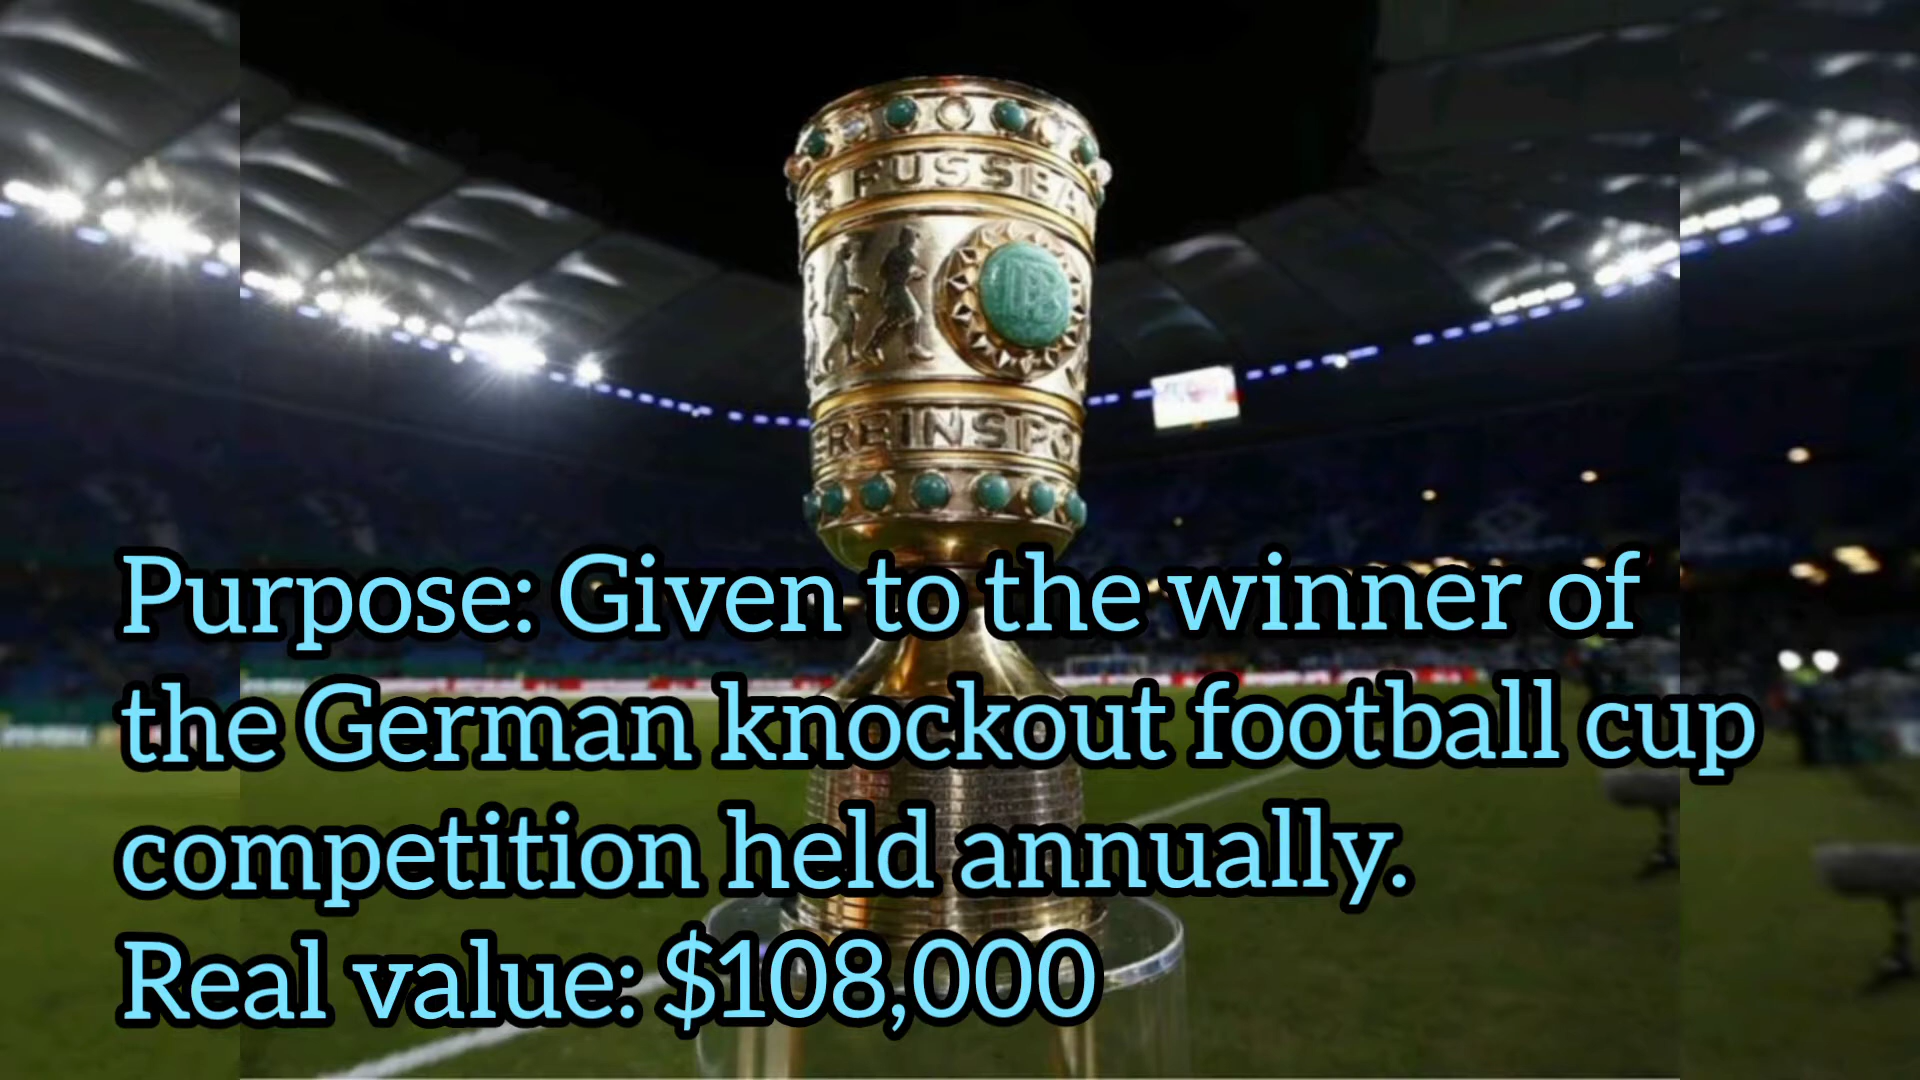 FUSSBA
REINSPO
Purpose: Given to the winner of
the German knockout football cup
competition held annually.
Real value: $108,000